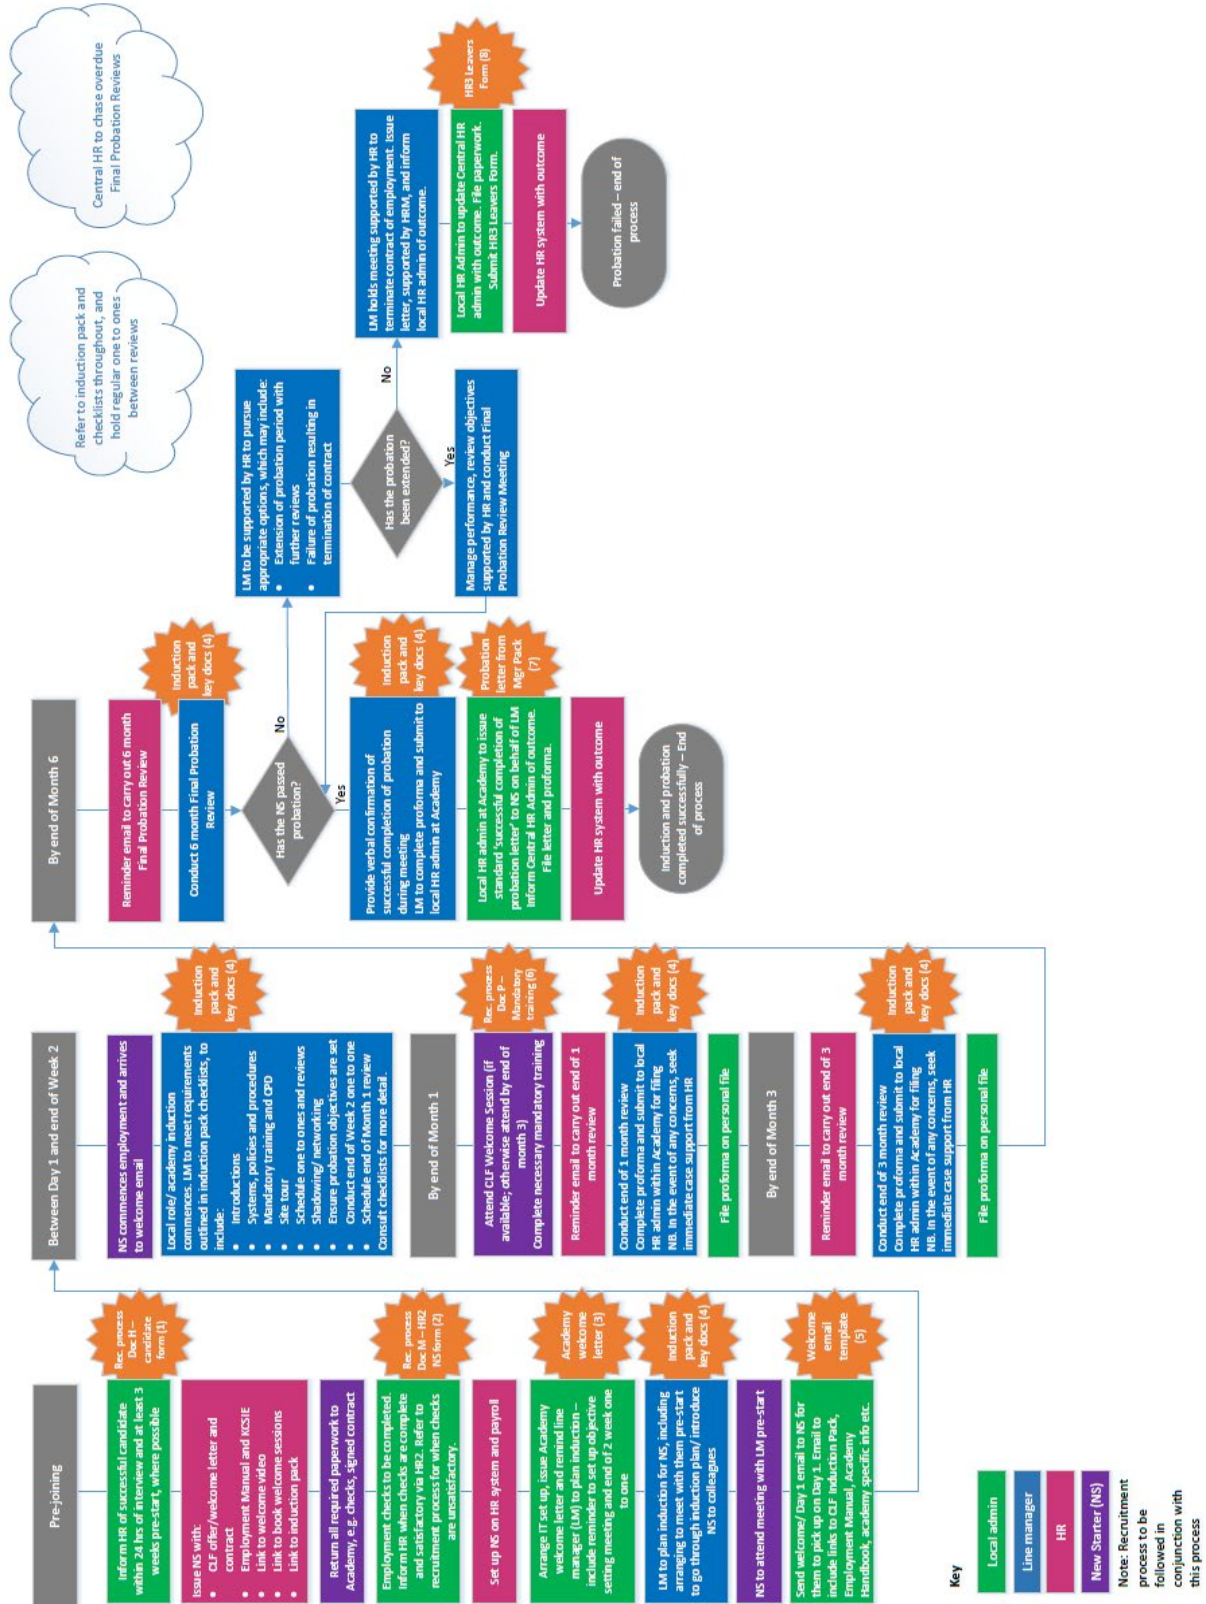 Pre-joining
Inform HR of successful candidate
within 24 hrs of interview and at least 3
weeks pre-start, where possible
Rec. process
Doc H –
candidate
form (1)
Issue NS with:
• CLF offer/welcome letter and
contract
• Employment Manual and KCSIE
• Link to welcome video
• Link to book welcome sessions
• Link to induction pack
Return all required paperwork to
Academy, e.g. checks, signed contract
Employment checks to be completed.
Inform HR when checks are complete
and satisfactory via HR2. Refer to
recruitment process for when checks
are unsatisfactory.
Rec. process
Doc M – HR2
NS form (2)
Set up NS on HR system and payroll
Arrange IT set up, issue Academy
welcome letter and remind line
manager (LM) to plan induction –
include reminder to set up objective
setting meeting and end of 2 week one
to one
Academy
welcome
letter (3)
LM to plan induction for NS, including
arranging to meet with them pre-start
to go through induction plan/ introduce
NS to colleagues
Induction
pack and
key docs (4)
NS to attend meeting with LM pre-start
Send welcome/ Day 1 email to NS for
them to pick up on Day 1. Email to
include link to CLF Induction Pack,
Employment Manual, Academy
Handbook, academy specific info etc.
Welcome
email
template
(5)
Between Day 1 and end of Week 2
NS commences employment and arrives
to welcome email
Local role/ academy induction
commences. LM to meet requirements
outlined in induction pack checklists, to
include:
• Introductions
• Systems, policies and procedures
• Mandatory training and CPD
• Site tour
• Schedule one to ones and reviews
• Shadowing/ networking
• Ensure probation objectives are set
• Conduct end of Week 2 one to one
• Schedule end of Month 1 review
Consult checklists for more detail.
Induction
pack and
key docs (4)
By end of Month 1
Attend CLF Welcome Session (if
available; otherwise attend by end of
month 3)
Complete necessary mandatory training
Rec. process
Doc P –
Mandatory
training (6)
Reminder email to carry out end of 1
month review
Conduct end of 1 month review
Complete proforma and submit to local
HR admin within Academy for filing
NB. In the event of any concerns, seek
immediate case support from HR
Induction
pack and
key docs (4)
File proforma on personal file
By end of Month 3
Reminder email to carry out end of 3
month review
Conduct end of 3 month review
Complete proforma and submit to local
HR admin within Academy for filing
NB. In the event of any concerns, seek
immediate case support from HR
Induction
pack and
key docs (4)
File proforma on personal file
By end of Month 6
Reminder email to carry out 6 month
Final Probation Review
Conduct 6 month Final Probation
Review
Induction
pack and
key docs (4)
Has the NS passed
probation?
No
Yes
Provide verbal confirmation of
successful completion of probation
during meeting
LM to complete proforma and submit to
local HR admin at Academy
Induction
pack and
key docs (4)
Local HR admin at Academy to issue
standard 'successful completion of
probation letter' to NS on behalf of LM
Inform Central HR Admin of outcome.
File letter and proforma.
Probation
letter from
Mgr Pack
(7)
Update HR system with outcome
Induction and probation
completed successfully – End
of process
LM to be supported by HR to pursue
appropriate options, which may include:
• Extension of probation period with
further reviews
• Failure of probation resulting in
termination of contract
Has the probation
been extended?
No
Yes
Manage performance, review objectives
supported by HR and conduct Final
Probation Review Meeting
LM holds meeting supported by HR to
terminate contract of employment. Issue
letter, supported by HRM, and inform
local HR admin of outcome.
Local HR Admin to update Central HR
admin with outcome. File paperwork.
Submit HR3 Leavers Form.
HR3 Leavers
Form (8)
Update HR system with outcome
Probation failed – end of
process
Refer to induction pack and
checklists throughout, and
hold regular one to ones
between reviews
Central HR to chase overdue
Final Probation Reviews
Key
Local admin
Line manager
HR
New Starter (NS)
Note: Recruitment
process to be
followed in
conjunction with
this process